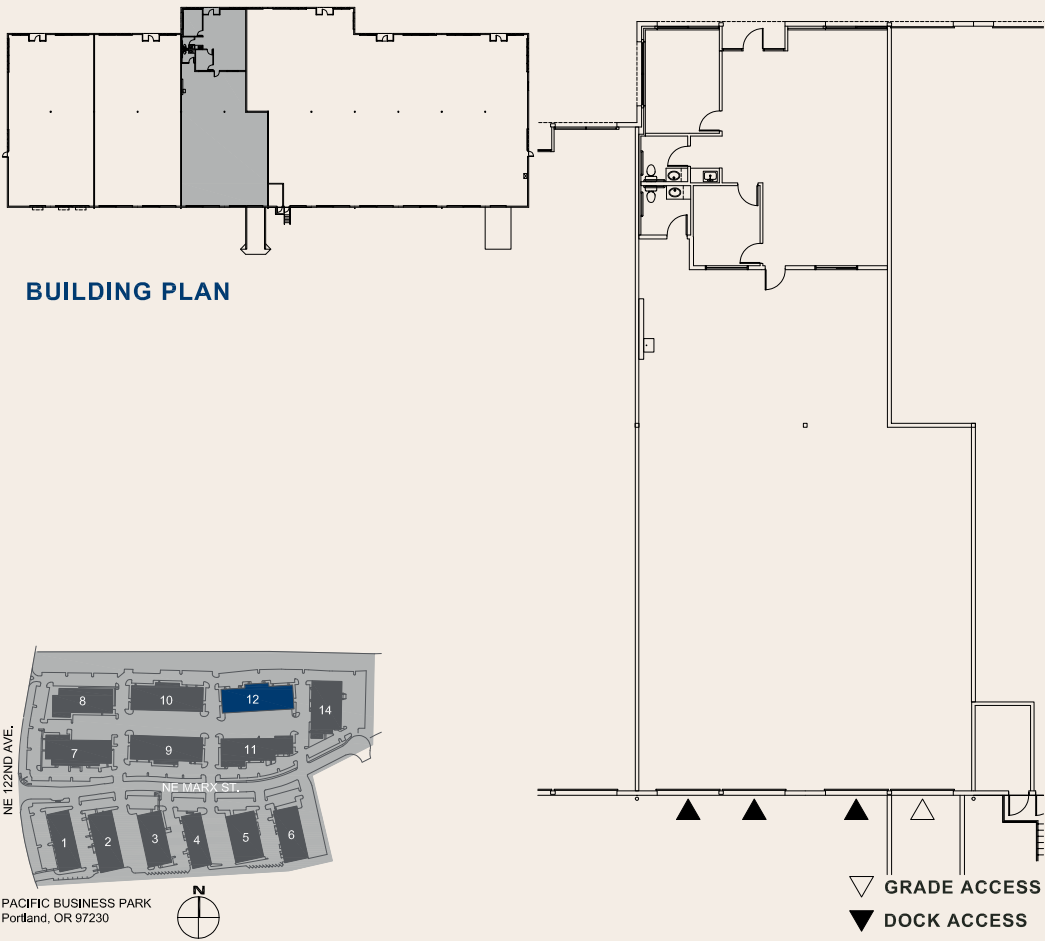 BUILDING PLAN
8
10
12
14
7
9
11
NE 122ND AVE.
NE MARX ST.
1
2
3
4
5
6
PACIFIC BUSINESS PARK
Portland, OR 97230
N
GRADE ACCESS
DOCK ACCESS